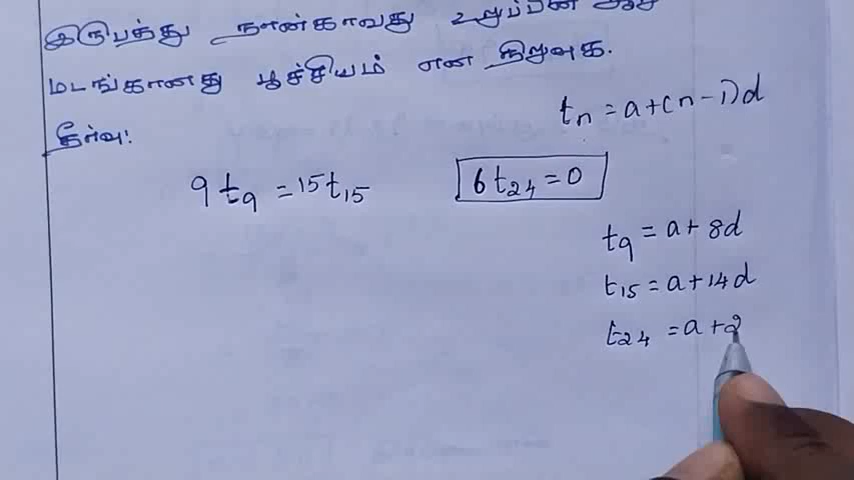 இருபத்து நான்காவது உறுப்பின் ஆறு
மடங்கானது பூச்சியம் என நிறுவுக.
தீர்வு:
tn = a+(n-1)d
9 t9 = 15 t15
6 t24 = 0
t9 = a+ 8d
t15 = a+14d
t24 = a+2